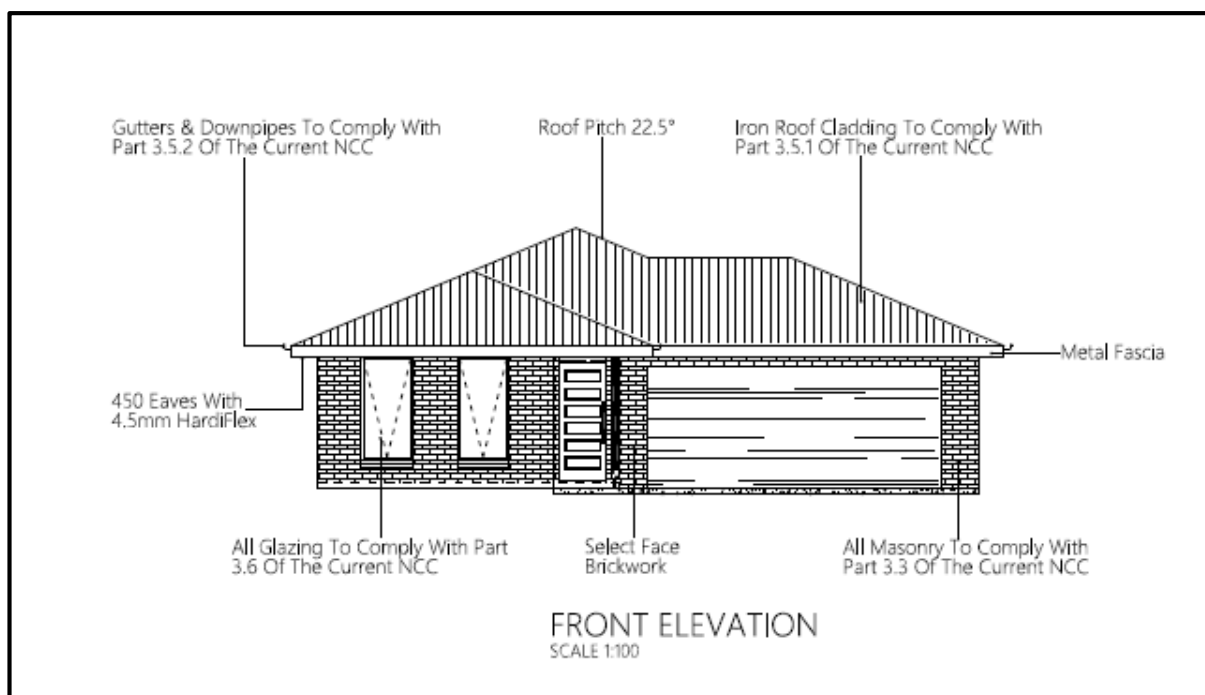 Gutters & Downpipes To Comply With
Part 3.5.2 Of The Current NCC
Roof Pitch 22.5°
Iron Roof Cladding To Comply With
Part 3.5.1 Of The Current NCC
Metal Fascia
450 Eaves With
4.5mm HardiFlex
All Glazing To Comply With Part
3.6 Of The Current NCC
Select Face
Brickwork
All Masonry To Comply With
Part 3.3 Of The Current NCC
FRONT ELEVATION
SCALE 1:100